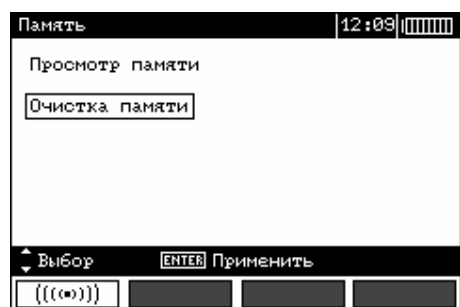 Память 12:09
Просмотр памяти
Очистка памяти
Выбор ENTER Применить